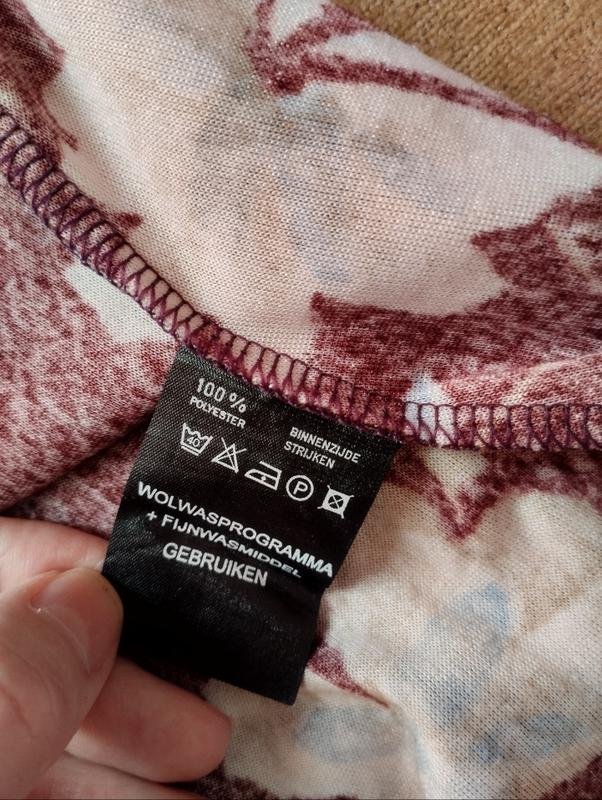 100 %
POLYESTER
BINNENZIJDE
STRIJKEN
40 P
WOLWASPROGRAMMA
+ FIJNWASMIDDEL
GEBRUIKEN